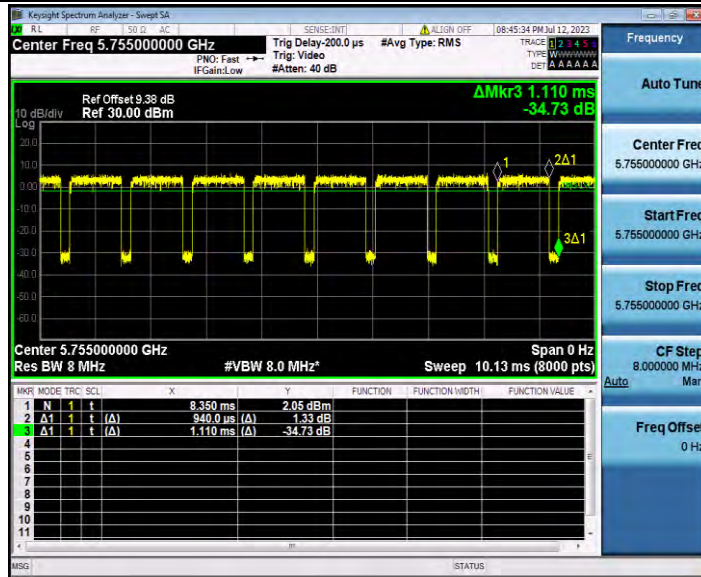 Keysight Spectrum Analyzer - Swept SA
RL RF 50 Ω AC SENSE:INT ALIGN OFF 08:45:34 PM Jul 12, 2023
Center Freq 5.755000000 GHz
PNO: Fast
IFGain:Low
Trig Delay-200.0 µs
Trig: Video
#Atten: 40 dB
#Avg Type: RMS
TRACE 1 2 3 4 5 6
TYPE WWWWWW
DET A A A A A A
Ref Offset 9.38 dB
Ref 30.00 dBm
10 dB/div
Log
ΔMkr3 1.110 ms
-34.73 dB
20.0
10.0
0.00
-10.0
-20.0
-30.0
-40.0
-50.0
-60.0
1
2Δ1
3Δ1
Center 5.755000000 GHz Span 0 Hz
Res BW 8 MHz #VBW 8.0 MHz* Sweep 10.13 ms (8000 pts)
MKR MODE TRC SCL X Y FUNCTION FUNCTION WIDTH FUNCTION VALUE
1 N 1 t 8.350 ms 2.05 dBm
2 Δ1 1 t (Δ) 940.0 µs (Δ) 1.33 dB
3 Δ1 1 t (Δ) 1.110 ms (Δ) -34.73 dB
4
5
6
7
8
9
10
11
MSG STATUS
Frequency
Auto Tune
Center Freq
5.755000000 GHz
Start Freq
5.755000000 GHz
Stop Freq
5.755000000 GHz
CF Step
8.000000 MHz
Auto Man
Freq Offset
0 Hz